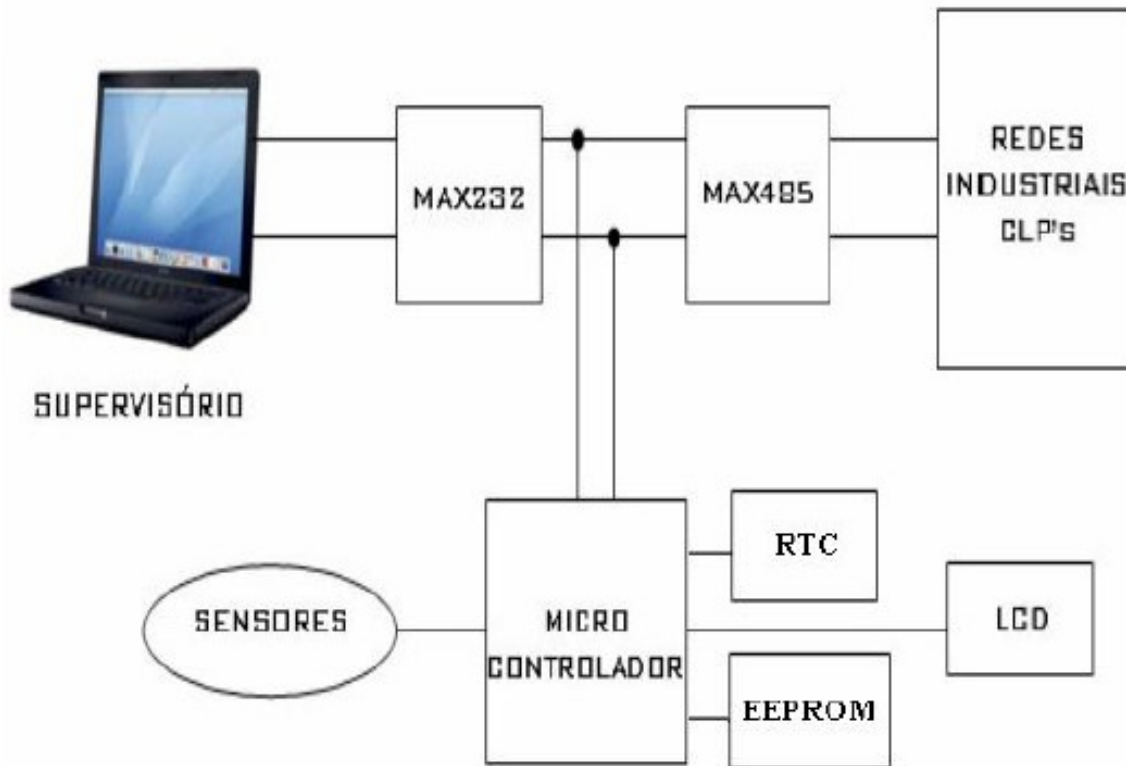 MAX232
MAX485
REDES
INDUSTRIAIS
CLP's
SUPERVISÓRIO
RTC
SENSORES
MICRO
CONTROLADOR
LCD
EEPROM